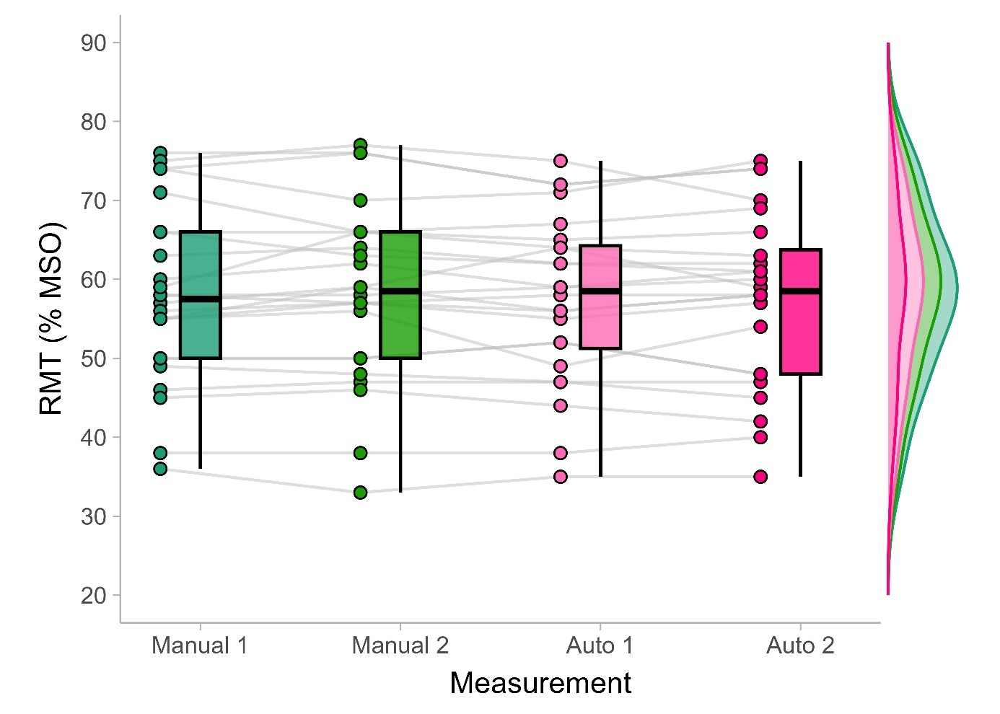 RMT (% MSO)
90
80
70
60
50
40
30
20
Manual 1
Manual 2
Auto 1
Auto 2
Measurement